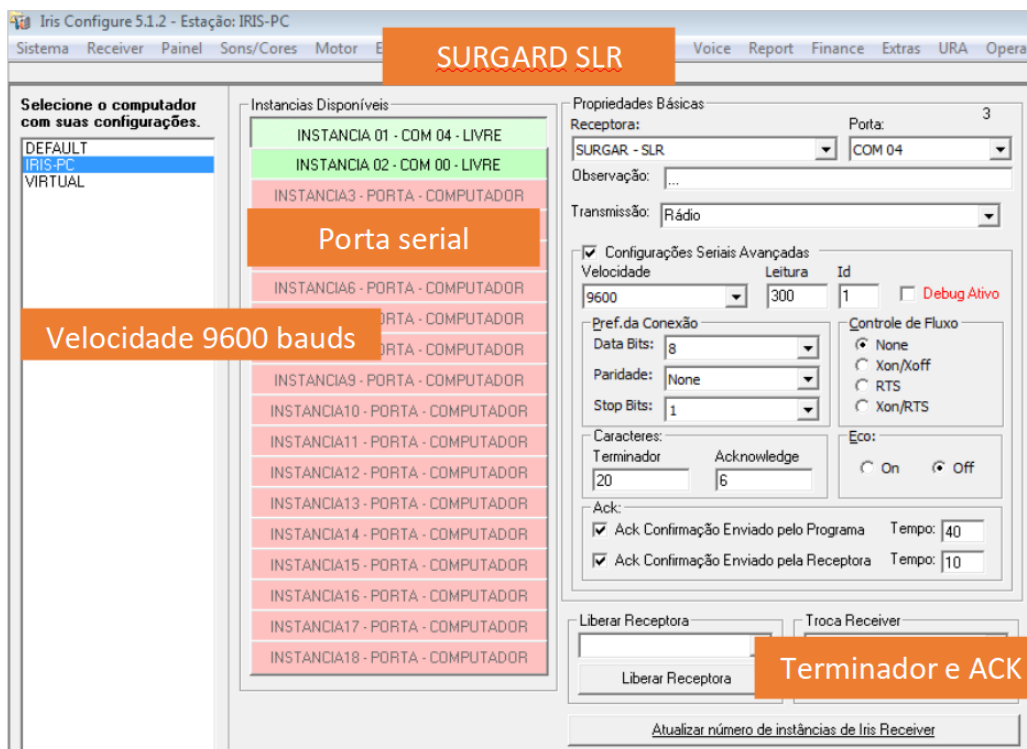 Iris Configure 5.1.2 - Estação: IRIS-PC
Sistema Receiver Painel Sons/Cores Motor E Voice Report Finance Extras URA Opera
SURGARD SLR
Selecione o computador
com suas configurações.
DEFAULT
IRIS-PC
VIRTUAL
Instancias Disponíveis
INSTANCIA 01 - COM 04 - LIVRE
INSTANCIA 02 - COM 00 - LIVRE
INSTANCIA3 - PORTA - COMPUTADOR
Porta serial
INSTANCIA6 - PORTA - COMPUTADOR
ORTA - COMPUTADOR
Velocidade 9600 bauds
ORTA - COMPUTADOR
INSTANCIA9 - PORTA - COMPUTADOR
INSTANCIA10 - PORTA - COMPUTADOR
INSTANCIA11 - PORTA - COMPUTADOR
INSTANCIA12 - PORTA - COMPUTADOR
INSTANCIA13 - PORTA - COMPUTADOR
INSTANCIA14 - PORTA - COMPUTADOR
INSTANCIA15 - PORTA - COMPUTADOR
INSTANCIA16 - PORTA - COMPUTADOR
INSTANCIA17 - PORTA - COMPUTADOR
INSTANCIA18 - PORTA - COMPUTADOR
Propriedades Básicas
3
Receptora: Porta:
SURGAR - SLR COM 04
Observação: ...
Transmissão: Rádio
Configurações Seriais Avançadas
Velocidade Leitura Id
9600 300 1 Debug Ativo
Pref.da Conexão
Data Bits: 8
Paridade: None
Stop Bits: 1
Controle de Fluxo
None
Xon/Xoff
RTS
Xon/RTS
Caracteres:
Terminador Acknowledge
20 6
Eco:
On Off
Ack:
Ack Confirmação Enviado pelo Programa Tempo: 40
Ack Confirmação Enviado pela Receptora Tempo: 10
Liberar Receptora
Liberar Receptora
Troca Receiver
Terminador e ACK
Atualizar número de instâncias de Iris Receiver